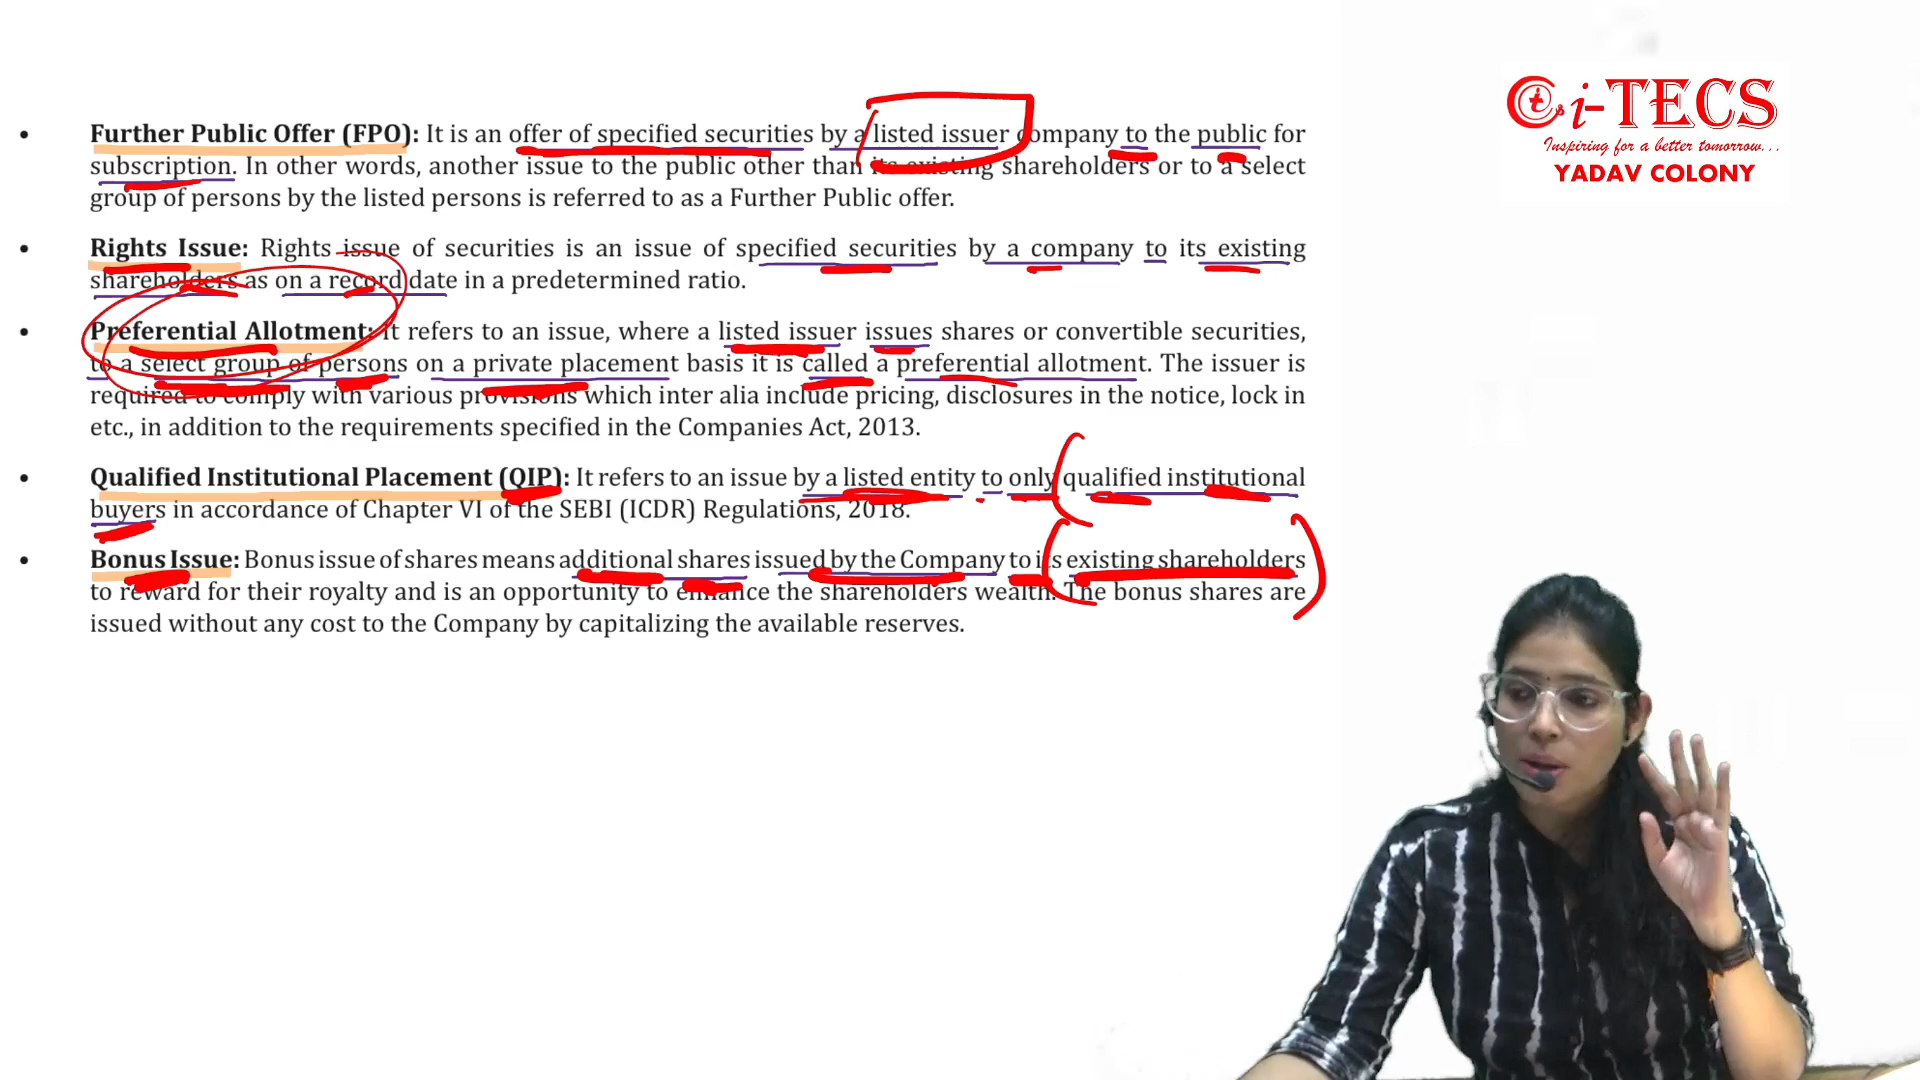 • Further Public Offer (FPO): It is an offer of specified securities by a listed issuer company to the public for
subscription. In other words, another issue to the public other than its existing shareholders or to a select
group of persons by the listed persons is referred to as a Further Public offer.
• Rights Issue: Rights issue of securities is an issue of specified securities by a company to its existing
shareholders as on a record date in a predetermined ratio.
• Preferential Allotment: It refers to an issue, where a listed issuer issues shares or convertible securities,
to a select group of persons on a private placement basis it is called a preferential allotment. The issuer is
required to comply with various provisions which inter alia include pricing, disclosures in the notice, lock in
etc., in addition to the requirements specified in the Companies Act, 2013.
• Qualified Institutional Placement (QIP): It refers to an issue by a listed entity to only qualified institutional
buyers in accordance of Chapter VI of the SEBI (ICDR) Regulations, 2018.
• Bonus Issue: Bonus issue of shares means additional shares issued by the Company to its existing shareholders
to reward for their royalty and is an opportunity to enhance the shareholders wealth. The bonus shares are
issued without any cost to the Company by capitalizing the available reserves.
i-TECS
Inspiring for a better tomorrow...
YADAV COLONY